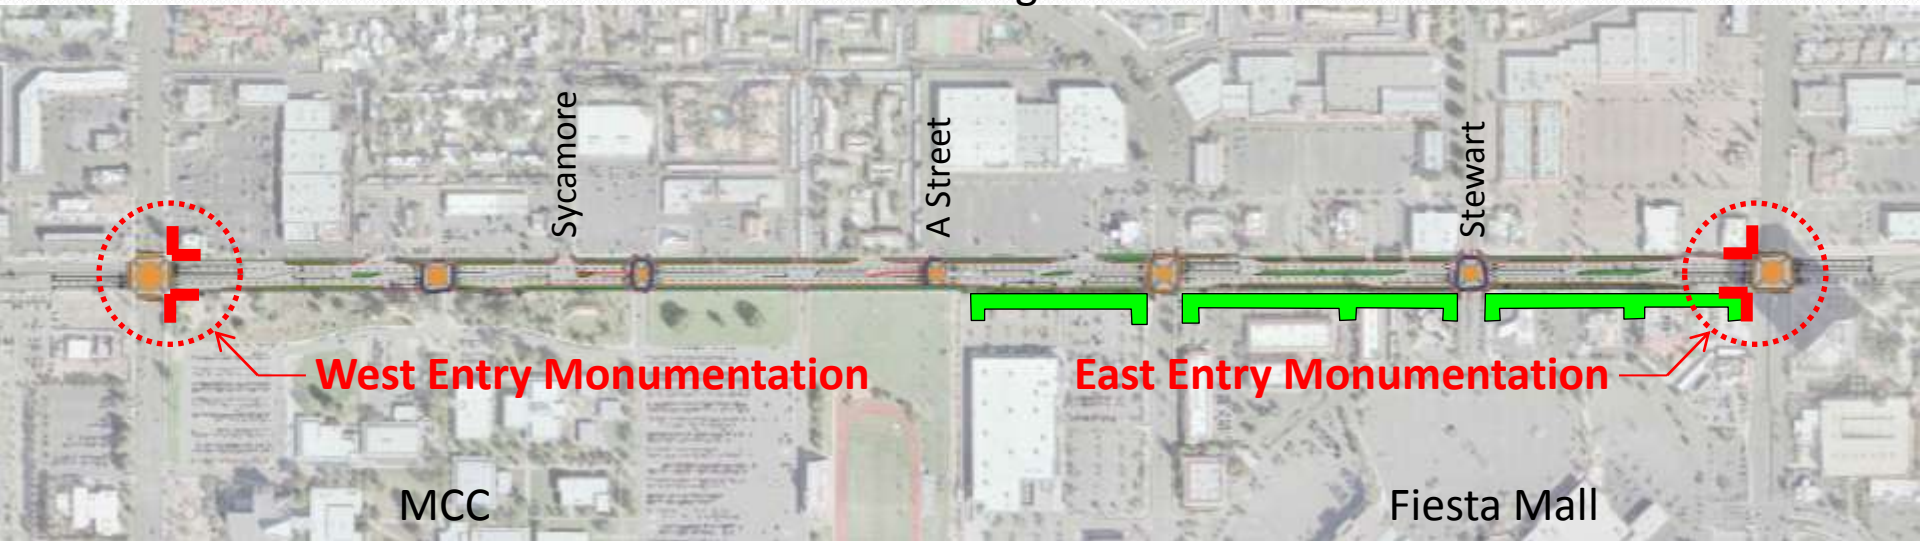 Sycamore
A Street
Stewart
West Entry Monumentation
East Entry Monumentation
MCC
Fiesta Mall